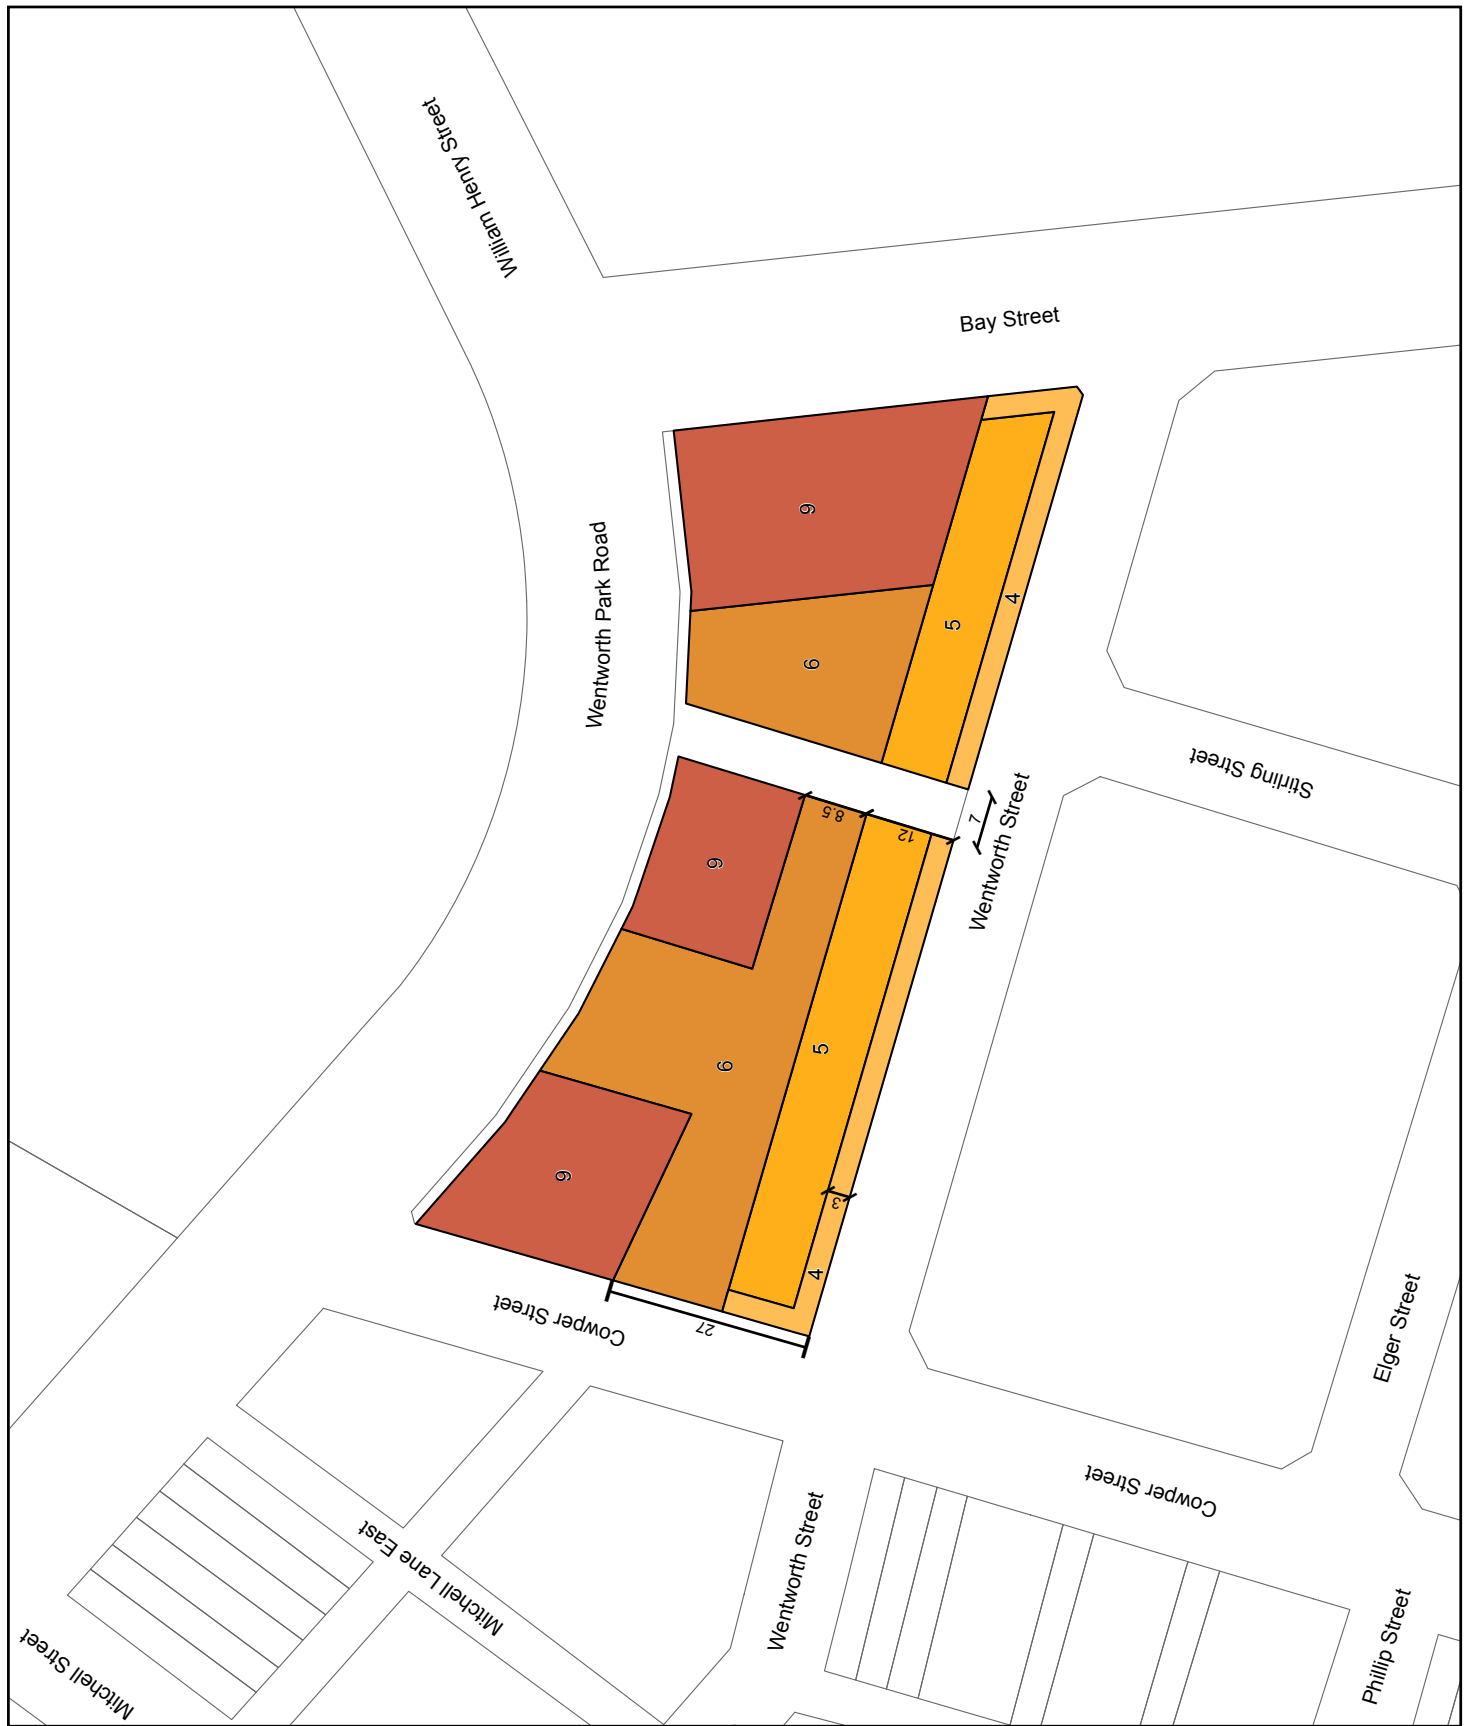 William Henry Street
Bay Street
9
Wentworth Park Road
4
5
6
Stirling Street
8.5
12
7
Wentworth Street
9
5
6
9
3
4
Cowper Street
27
Elger Street
Cowper Street
Mitchell Lane East
Wentworth Street
Phillip Street
Mitchell Street